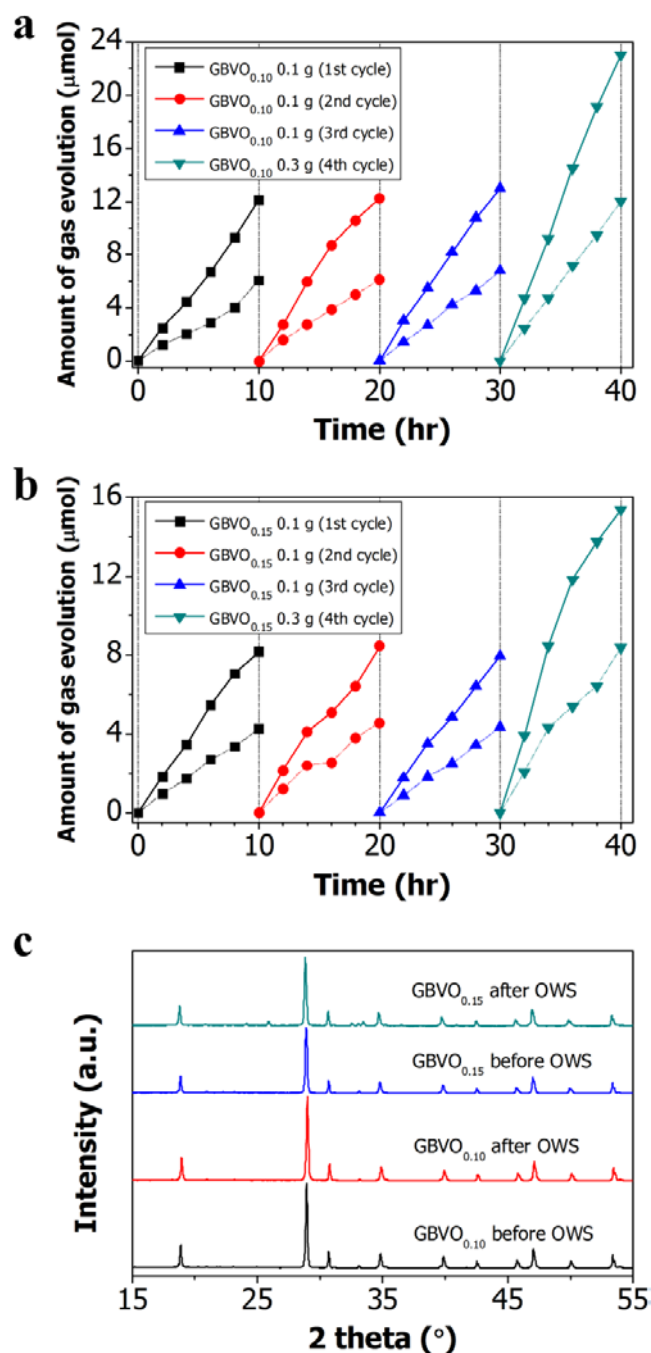 a
Amount of gas evolution (μmol)
24
20
16
12
8
4
0
GBVO0.10 0.1 g (1st cycle)
GBVO0.10 0.1 g (2nd cycle)
GBVO0.10 0.1 g (3rd cycle)
GBVO0.10 0.3 g (4th cycle)
0 10 20 30 40
Time (hr)
b
Amount of gas evolution (μmol)
16
12
8
4
0
GBVO0.15 0.1 g (1st cycle)
GBVO0.15 0.1 g (2nd cycle)
GBVO0.15 0.1 g (3rd cycle)
GBVO0.15 0.3 g (4th cycle)
0 10 20 30 40
Time (hr)
c
Intensity (a.u.)
GBVO0.15 after OWS
GBVO0.15 before OWS
GBVO0.10 after OWS
GBVO0.10 before OWS
15 25 35 45 55
2 theta (°)